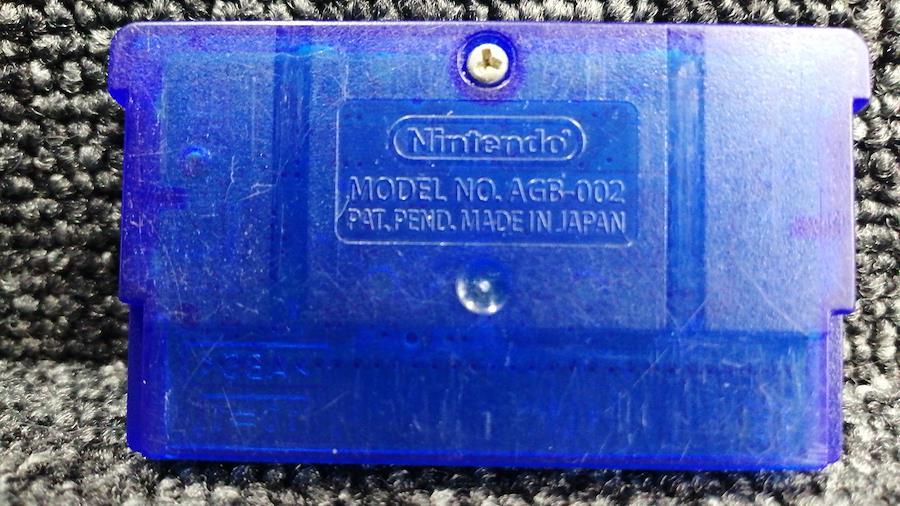 Nintendo®
MODEL NO. AGB-002
PAT. PEND. MADE IN JAPAN